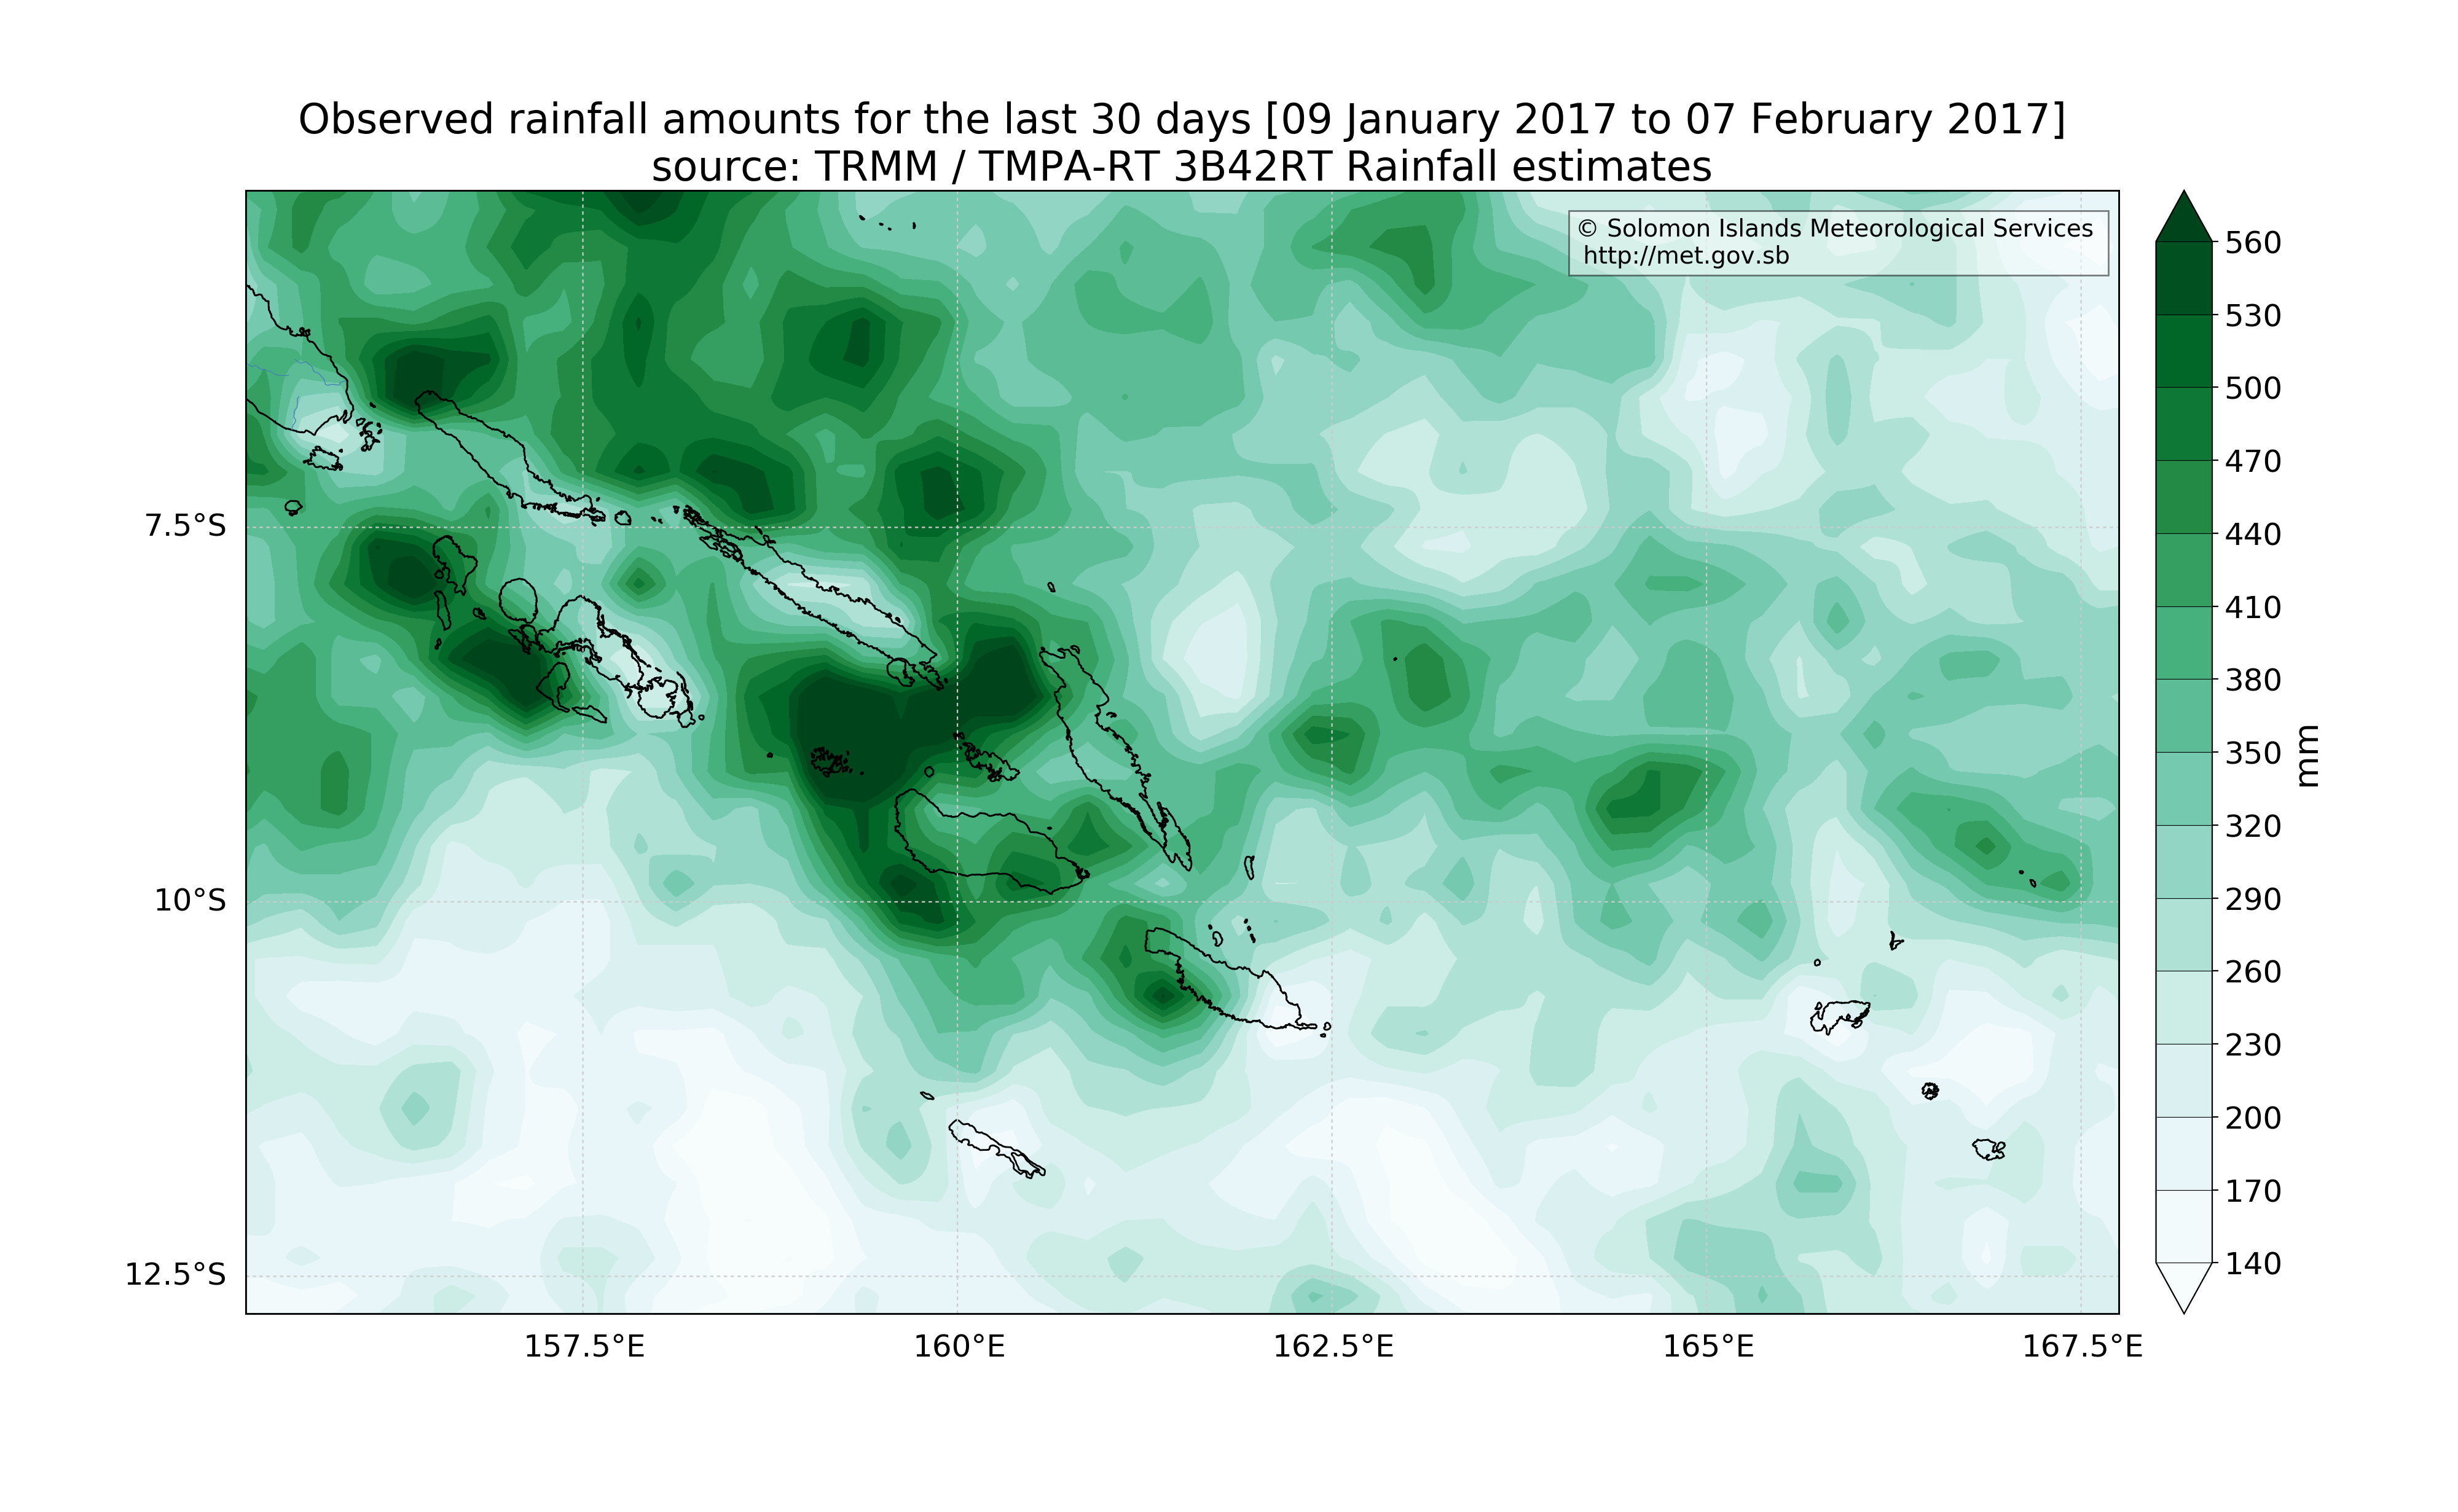 Observed rainfall amounts for the last 30 days [09 January 2017 to 07 February 2017]
source: TRMM / TMPA-RT 3B42RT Rainfall estimates
© Solomon Islands Meteorological Services
http://met.gov.sb
7.5°S
10°S
12.5°S
157.5°E
160°E
162.5°E
165°E
167.5°E
560
530
500
470
440
410
380
350
320
290
260
230
200
170
140
mm